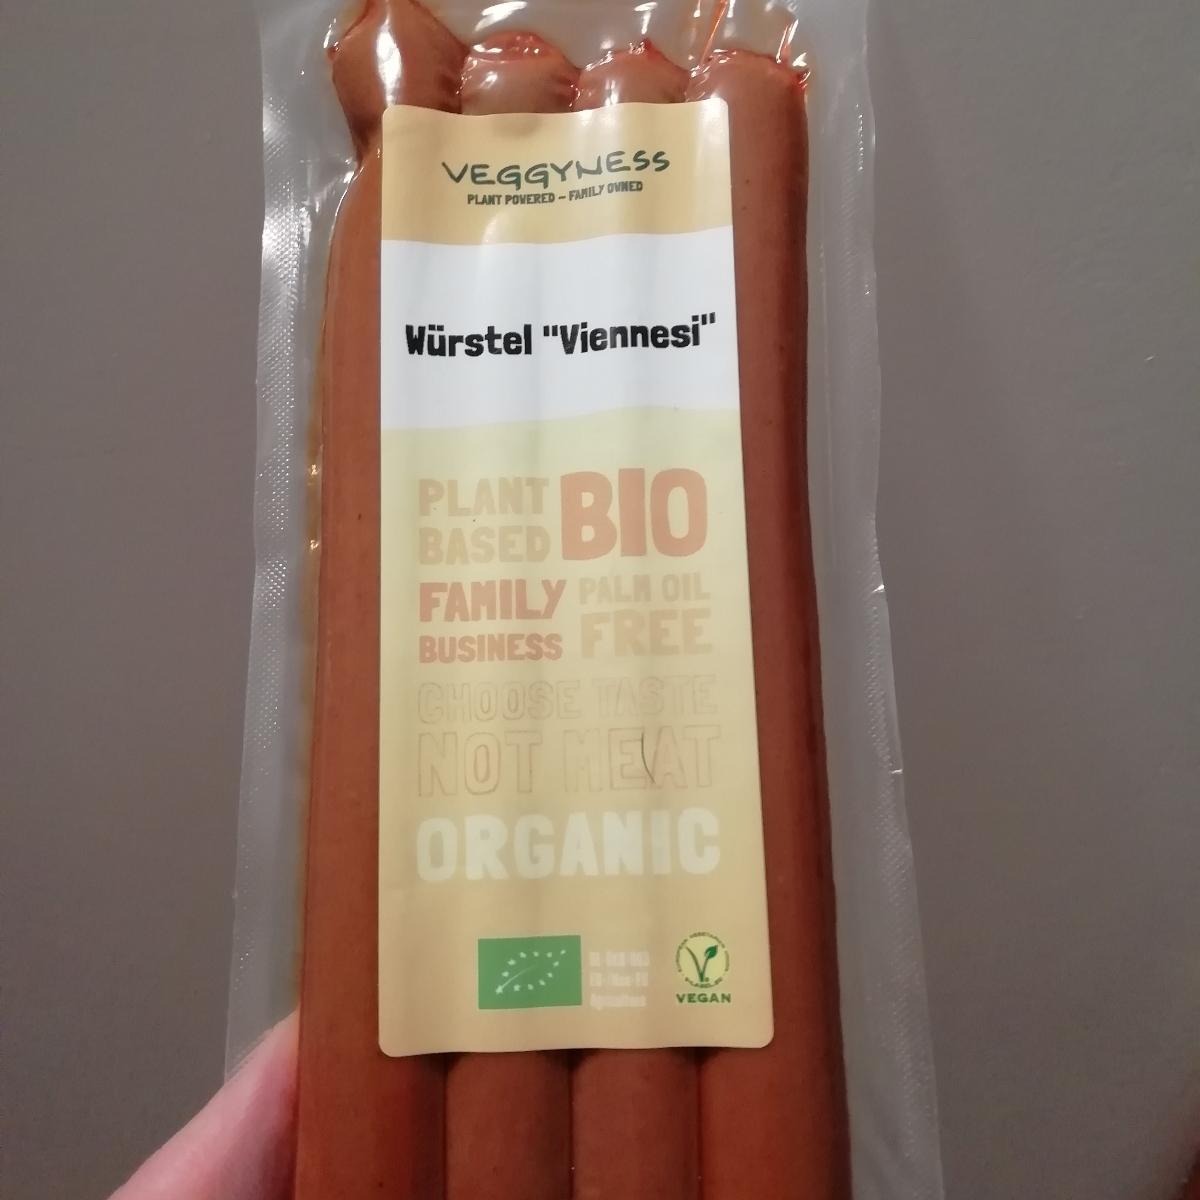 VEGGYNESS
PLANT POWERED – FAMILY OWNED
Würstel "Viennesi"
PLANT BASED
BIO
FAMILY BUSINESS
PALM OIL FREE
CHOOSE TASTE
NOT MEAT
ORGANIC
Agriculture
VEGAN